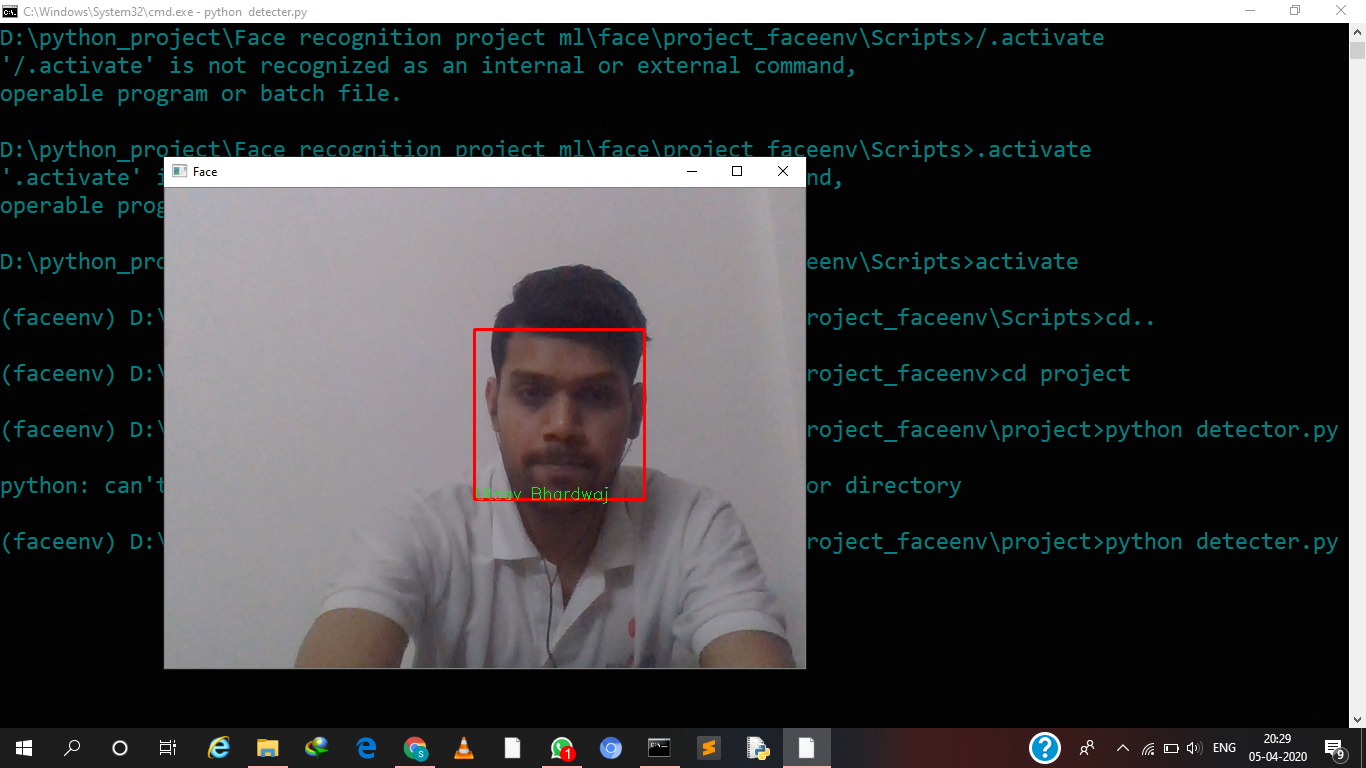 C:\Windows\System32\cmd.exe - python detecter.py
D:\python_project\Face recognition project ml\face\project_faceenv\Scripts>/.activate
'/.activate' is not recognized as an internal or external command,
operable program or batch file.
D:\python_project\Face recognition project ml\face\project_faceenv\Scripts>.activate
'.activate'
nd,
operable
Face
eenv\Scripts>activate
(faceenv) D:\
roject_faceenv\Scripts>cd..
(faceenv) D:\
roject_faceenv>cd project
(faceenv) D:\
roject_faceenv\project>python detector.py
python: can't
or directory
Bhardwaj
(faceenv) D:\
roject_faceenv\project>python detecter.py
S
1
ENG
20:29
05-04-2020
9